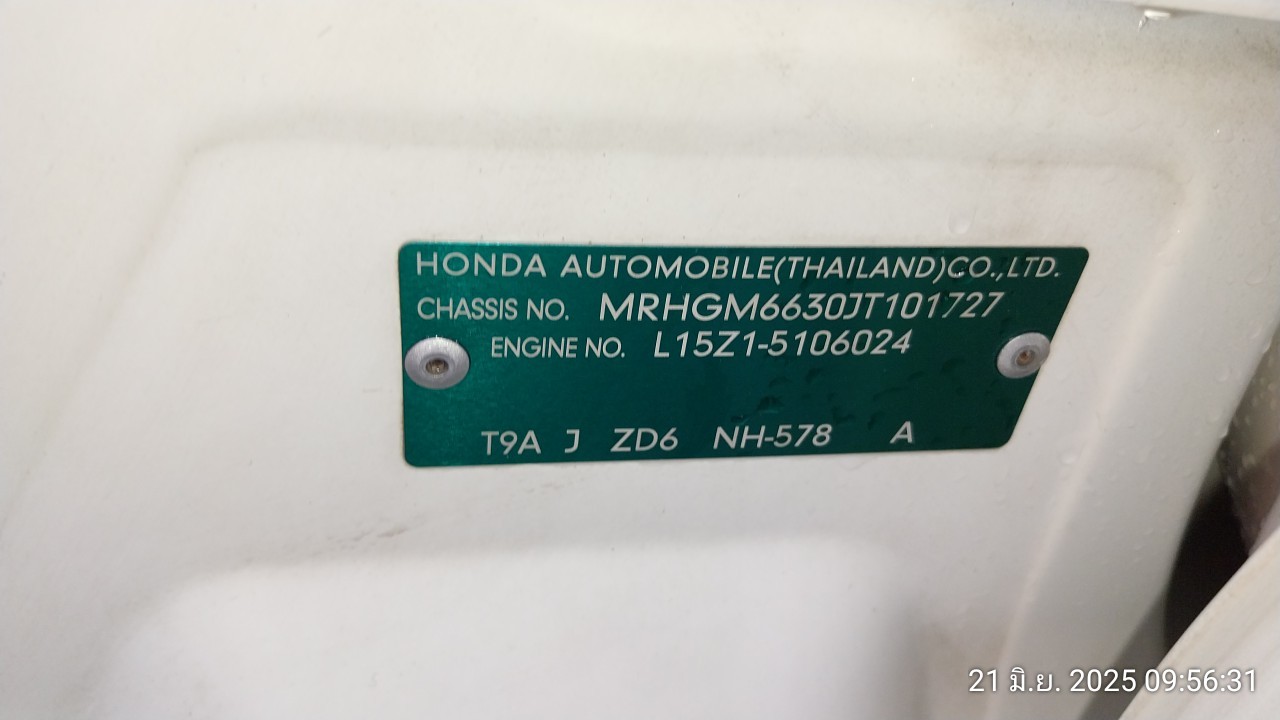 HONDA AUTOMOBILE(THAILAND)CO.,LTD.
CHASSIS NO. MRHGM6630JT101727
ENGINE NO. L15Z1-5106024
T9A J ZD6 NH-578 A
21 มิ.ย. 2025 09:56:31